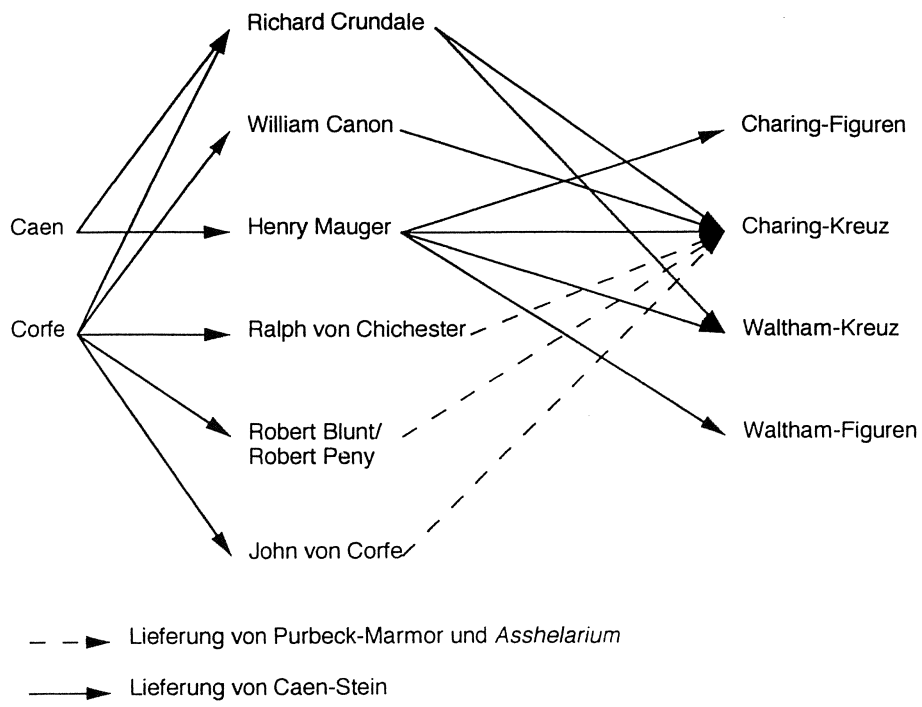 Richard Crundale
William Canon
Charing-Figuren
Caen
Henry Mauger
Charing-Kreuz
Corfe
Ralph von Chichester
Waltham-Kreuz
Robert Blunt/
Robert Peny
Waltham-Figuren
John von Corfe
Lieferung von Purbeck-Marmor und Asshelarium
Lieferung von Caen-Stein